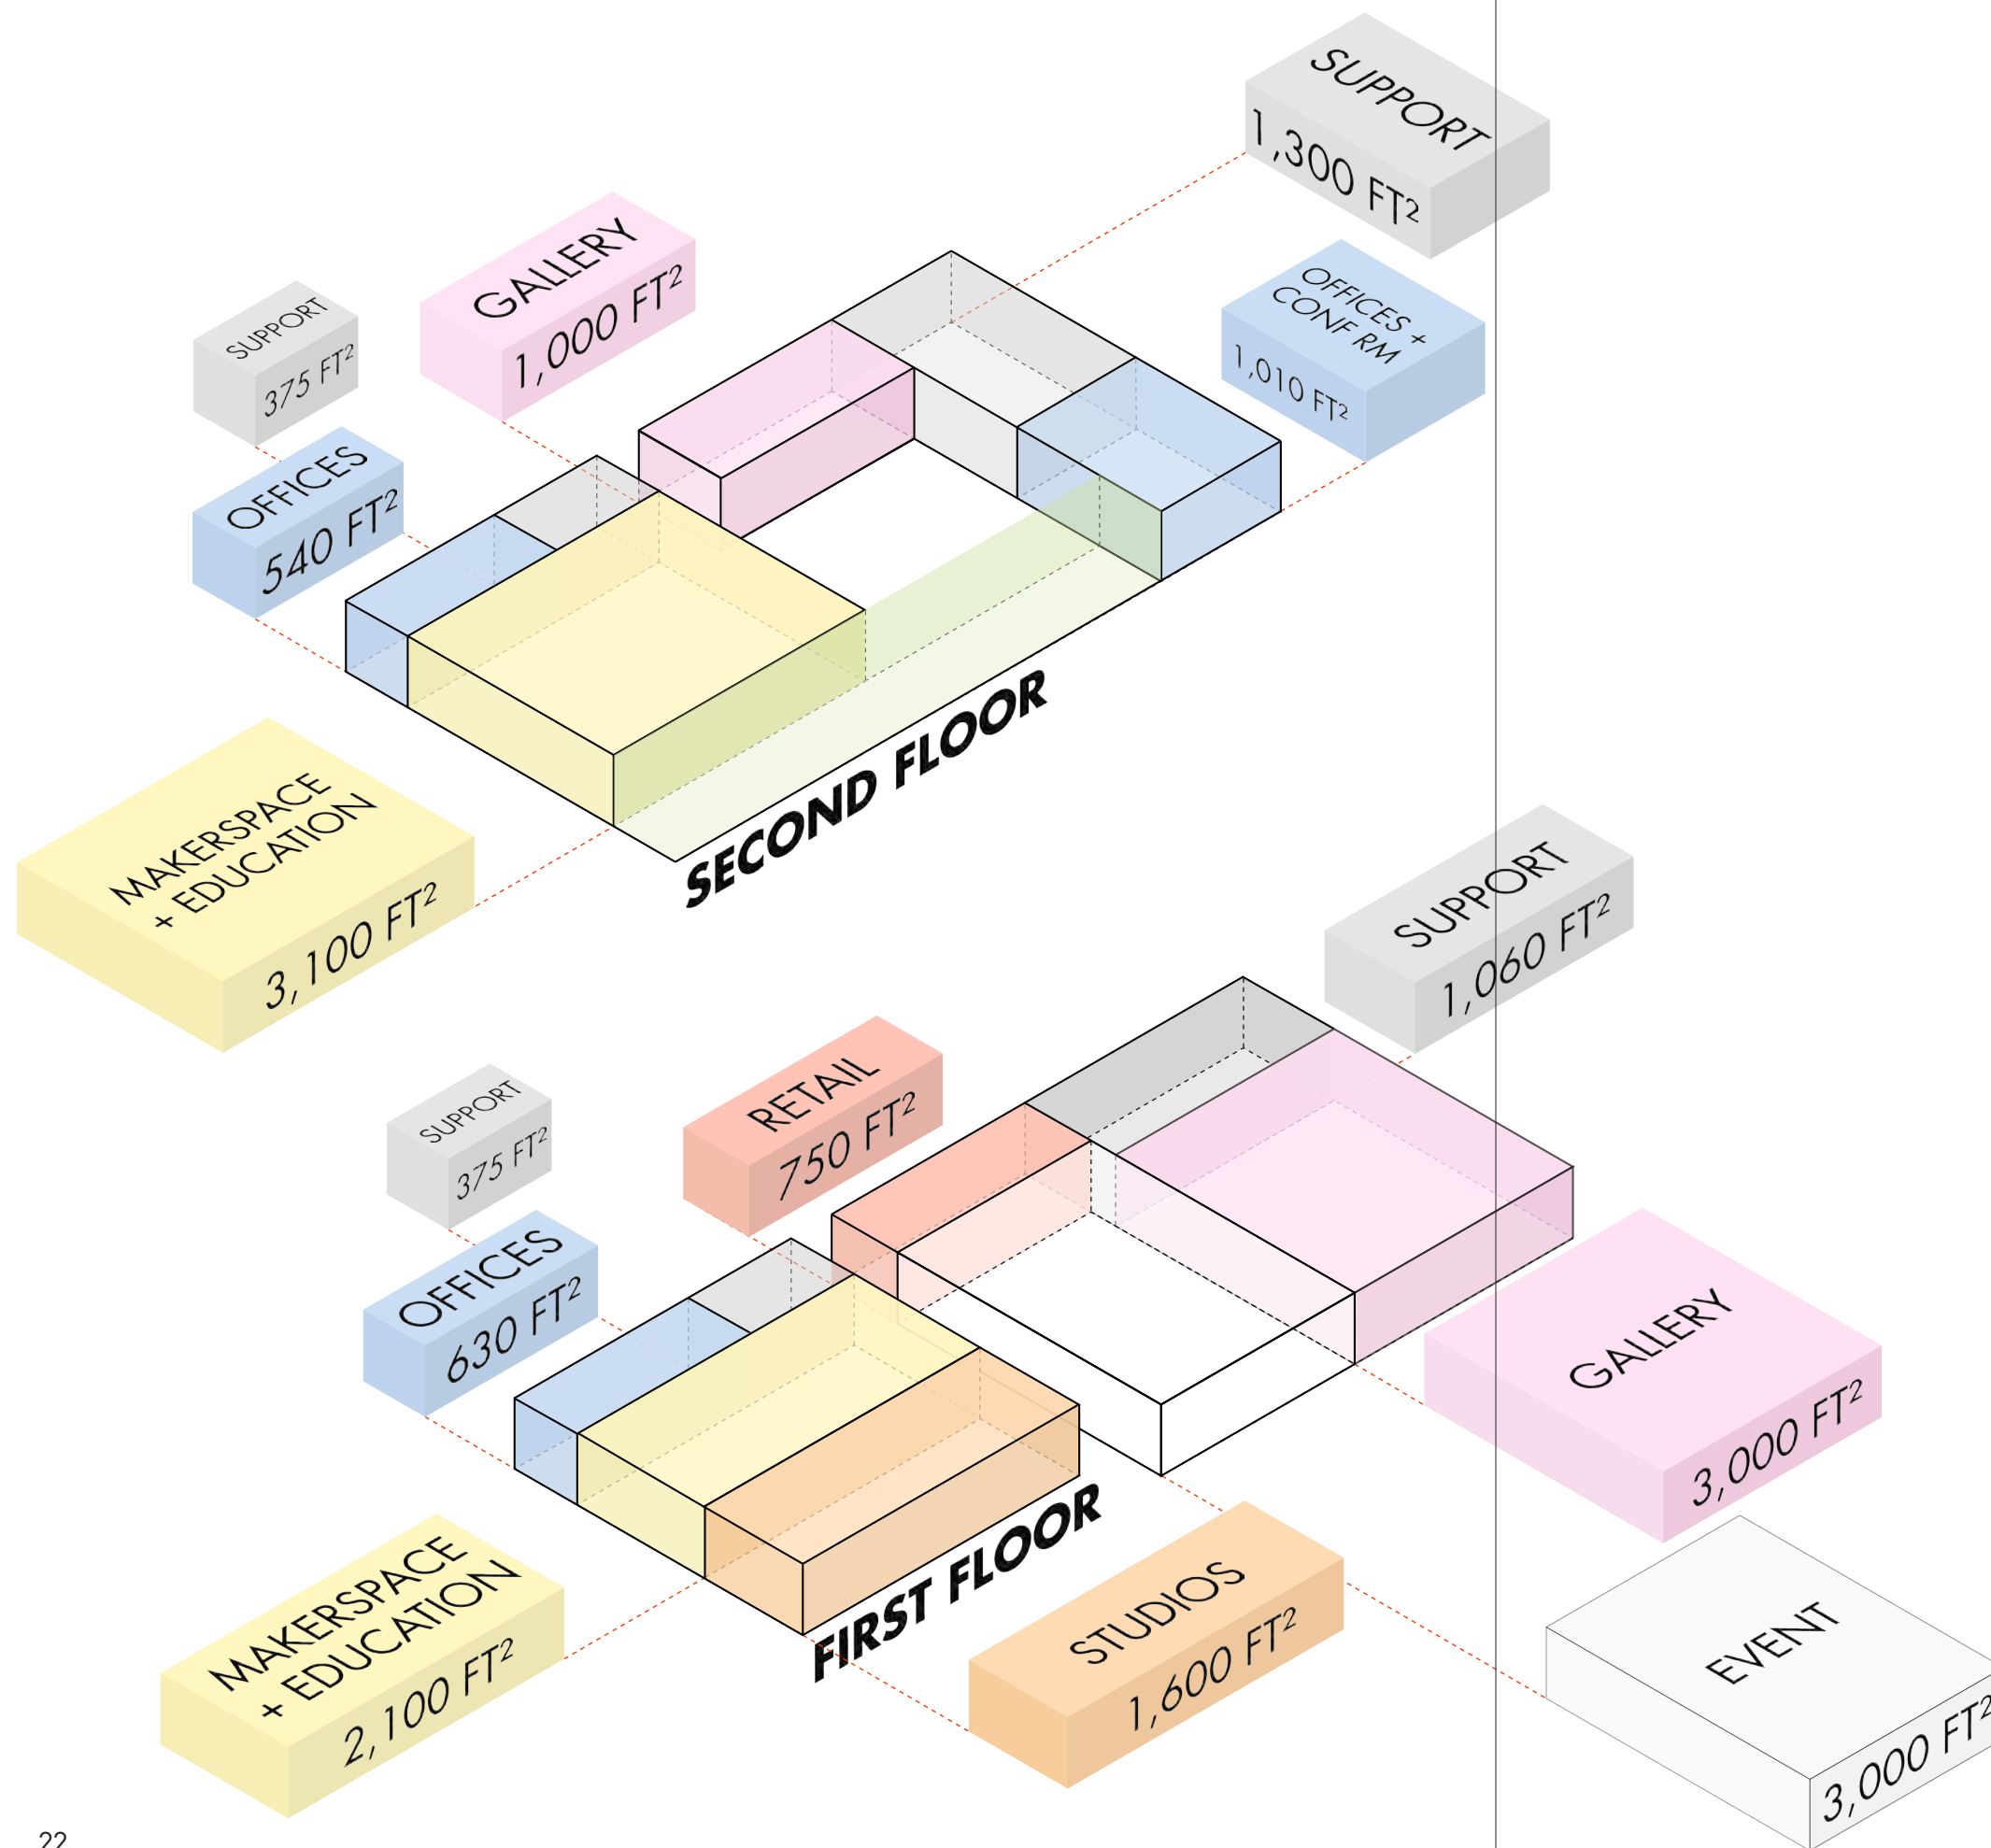 SUPPORT
1,300 FT²
GALLERY
1,000 FT²
SUPPORT
375 FT²
OFFICES +
CONF RM
1,010 FT²
OFFICES
540 FT²
SECOND FLOOR
MAKERSPACE
+ EDUCATION
3,100 FT²
SUPPORT
1,060 FT²
RETAIL
750 FT²
SUPPORT
375 FT²
OFFICES
630 FT²
GALLERY
3,000 FT²
FIRST FLOOR
MAKERSPACE
+ EDUCATION
2,100 FT²
STUDIOS
1,600 FT²
EVENT
3,000 FT²
22